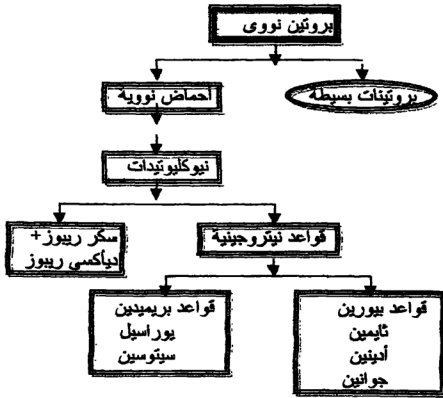 بروتين نووى
أحماض نووية
بروتينات بسيطة
نيوكليوتيدات
سكر ريبوز+
ديأكسى ريبوز
قواعد نيتروجينية
قواعد بريميدين
يوراسيل
سيتوسين
قواعد بيورين
ثايمين
أدينين
جوانين